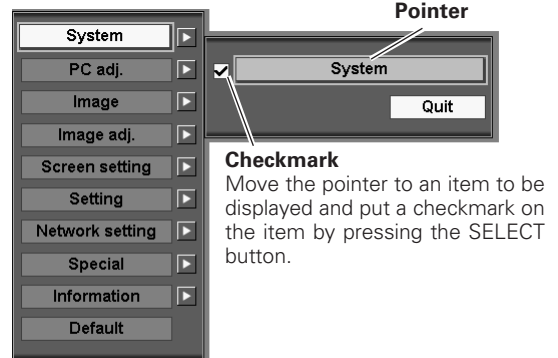 Pointer
System
PC adj.
Image
Image adj.
Screen setting
Setting
Network setting
Special
Information
Default
System
Quit
Checkmark
Move the pointer to an item to be
displayed and put a checkmark on
the item by pressing the SELECT
button.